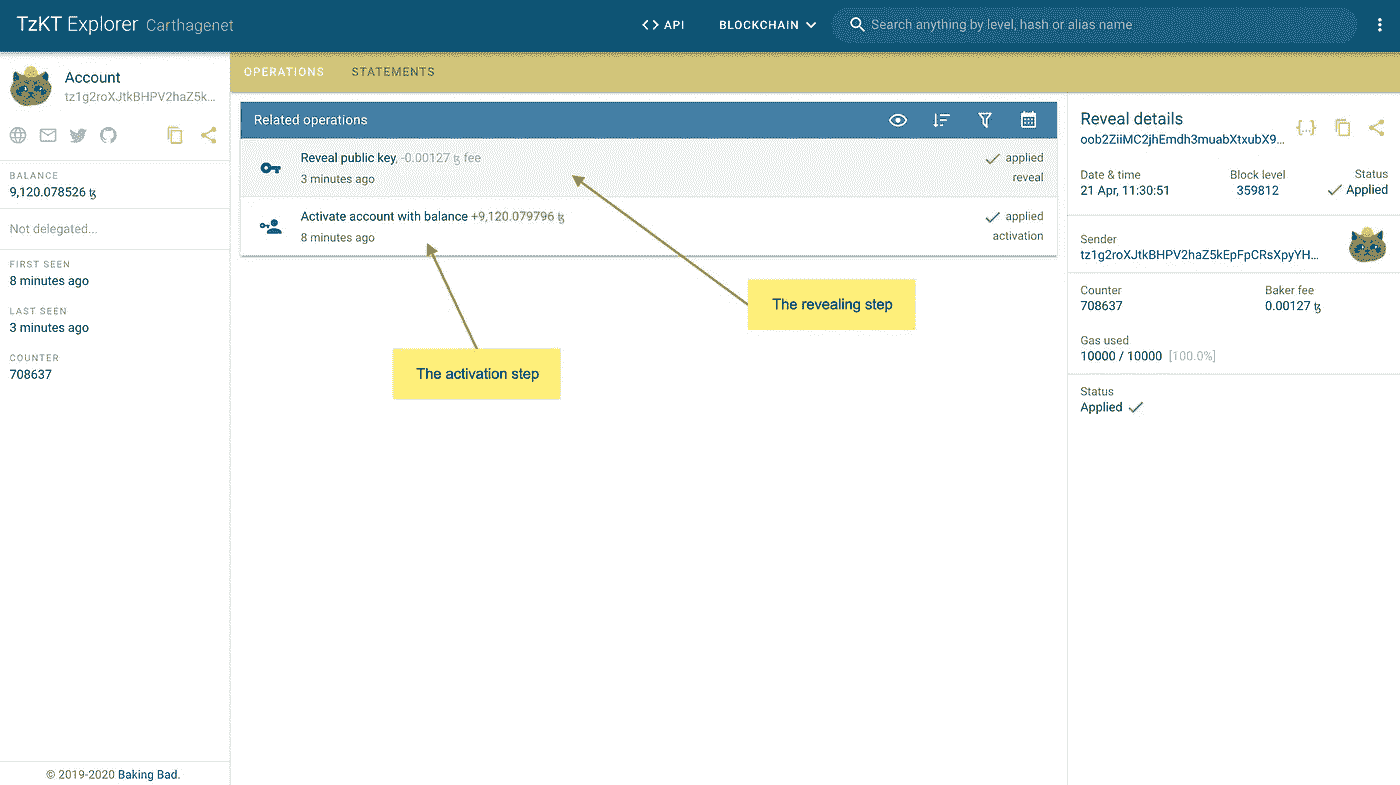 TzKT Explorer Carthagenet
API
BLOCKCHAIN
Search anything by level, hash or alias name
Account
tz1g2roXJtkBHPV2haZ5k...
BALANCE
9,120.078526 ꜩ
Not delegated...
FIRST SEEN
8 minutes ago
LAST SEEN
3 minutes ago
COUNTER
708637
© 2019-2020 Baking Bad.
OPERATIONS STATEMENTS
Related operations
Reveal public key, -0.00127 ꜩ fee
3 minutes ago
applied
reveal
Activate account with balance +9,120.079796 ꜩ
8 minutes ago
applied
activation
The revealing step
The activation step
Reveal details
oob2ZiiMC2jhEmdh3muabXtxubX9...
Date & time
21 Apr, 11:30:51
Block level
359812
Status
Applied
Sender
tz1g2roXJtkBHPV2haZ5kEpFpCRsXpyYH...
Counter
708637
Baker fee
0.00127 ꜩ
Gas used
10000 / 10000 [100.0%]
Status
Applied